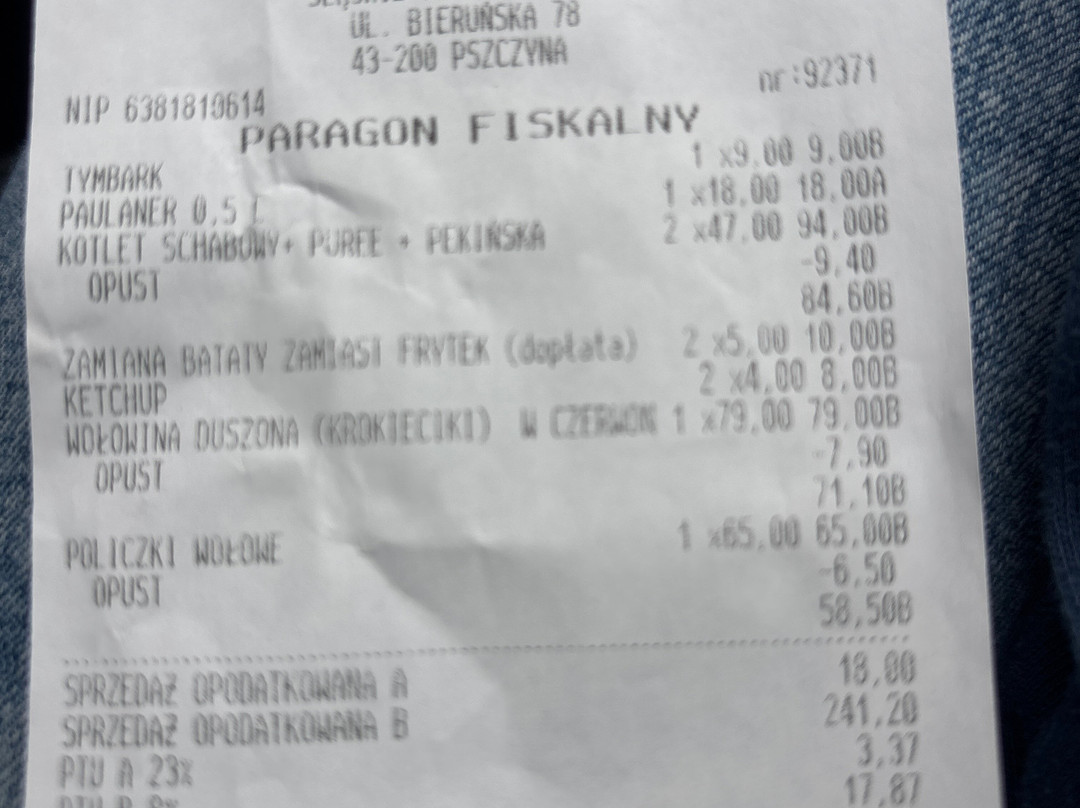 UL. BIERUŃSKA 78
43-200 PSZCZYNA
NIP 6381810614 nr:92371
PARAGON FISKALNY
TYMBARK 1 x9,00 9,00B
PAULANER 0,5 L 1 x18,00 18,00A
KOTLET SCHABOWY+ PUREE + PEKIŃSKA 2 x47,00 94,00B
OPUST -9,40
84,60B
ZAMIANA BATATY ZAMIAST FRYTEK (dopłata) 2 x5,00 10,00B
KETCHUP 2 x4,00 8,00B
WOŁOWINA DUSZONA (KROKIECIKI) W CZERWON 1 x79,00 79,00B
OPUST -7,90
71,10B
POLICZKI WOŁOWE 1 x65,00 65,00B
OPUST -6,50
58,50B
SPRZEDAŻ OPODATKOWANA A 18,00
SPRZEDAŻ OPODATKOWANA B 241,20
PTU A 23% 3,37
PTU B 8% 17,87